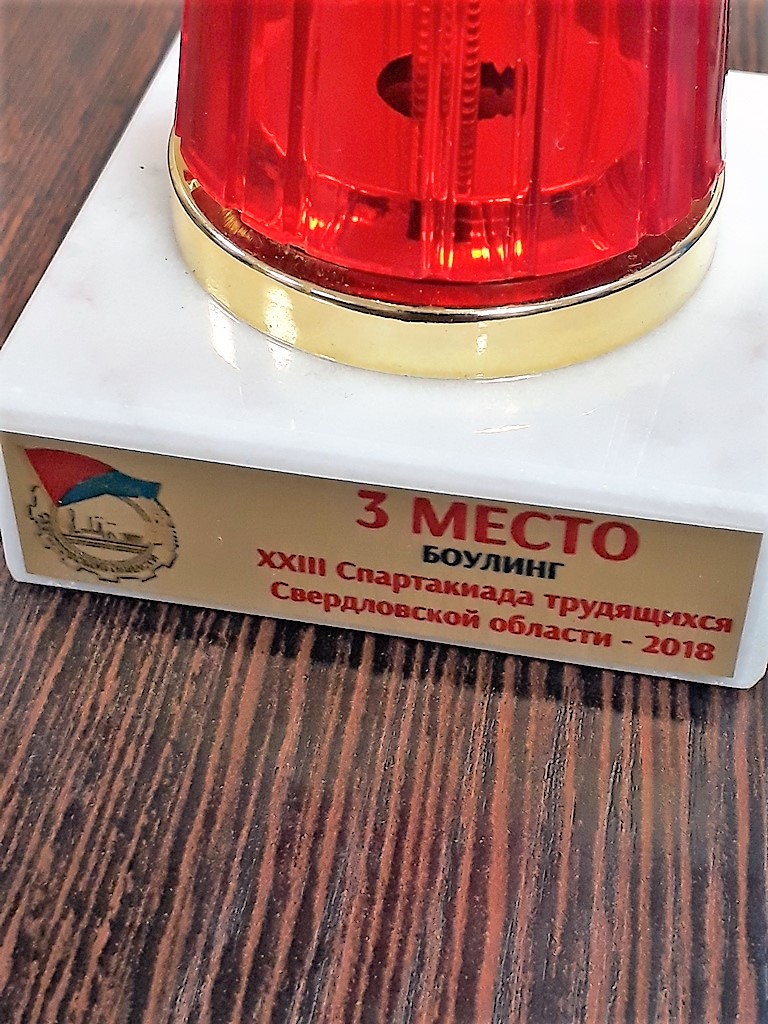 3 МЕСТО
БОУЛИНГ
XXIII Спартакиада трудящихся
Свердловской области - 2018